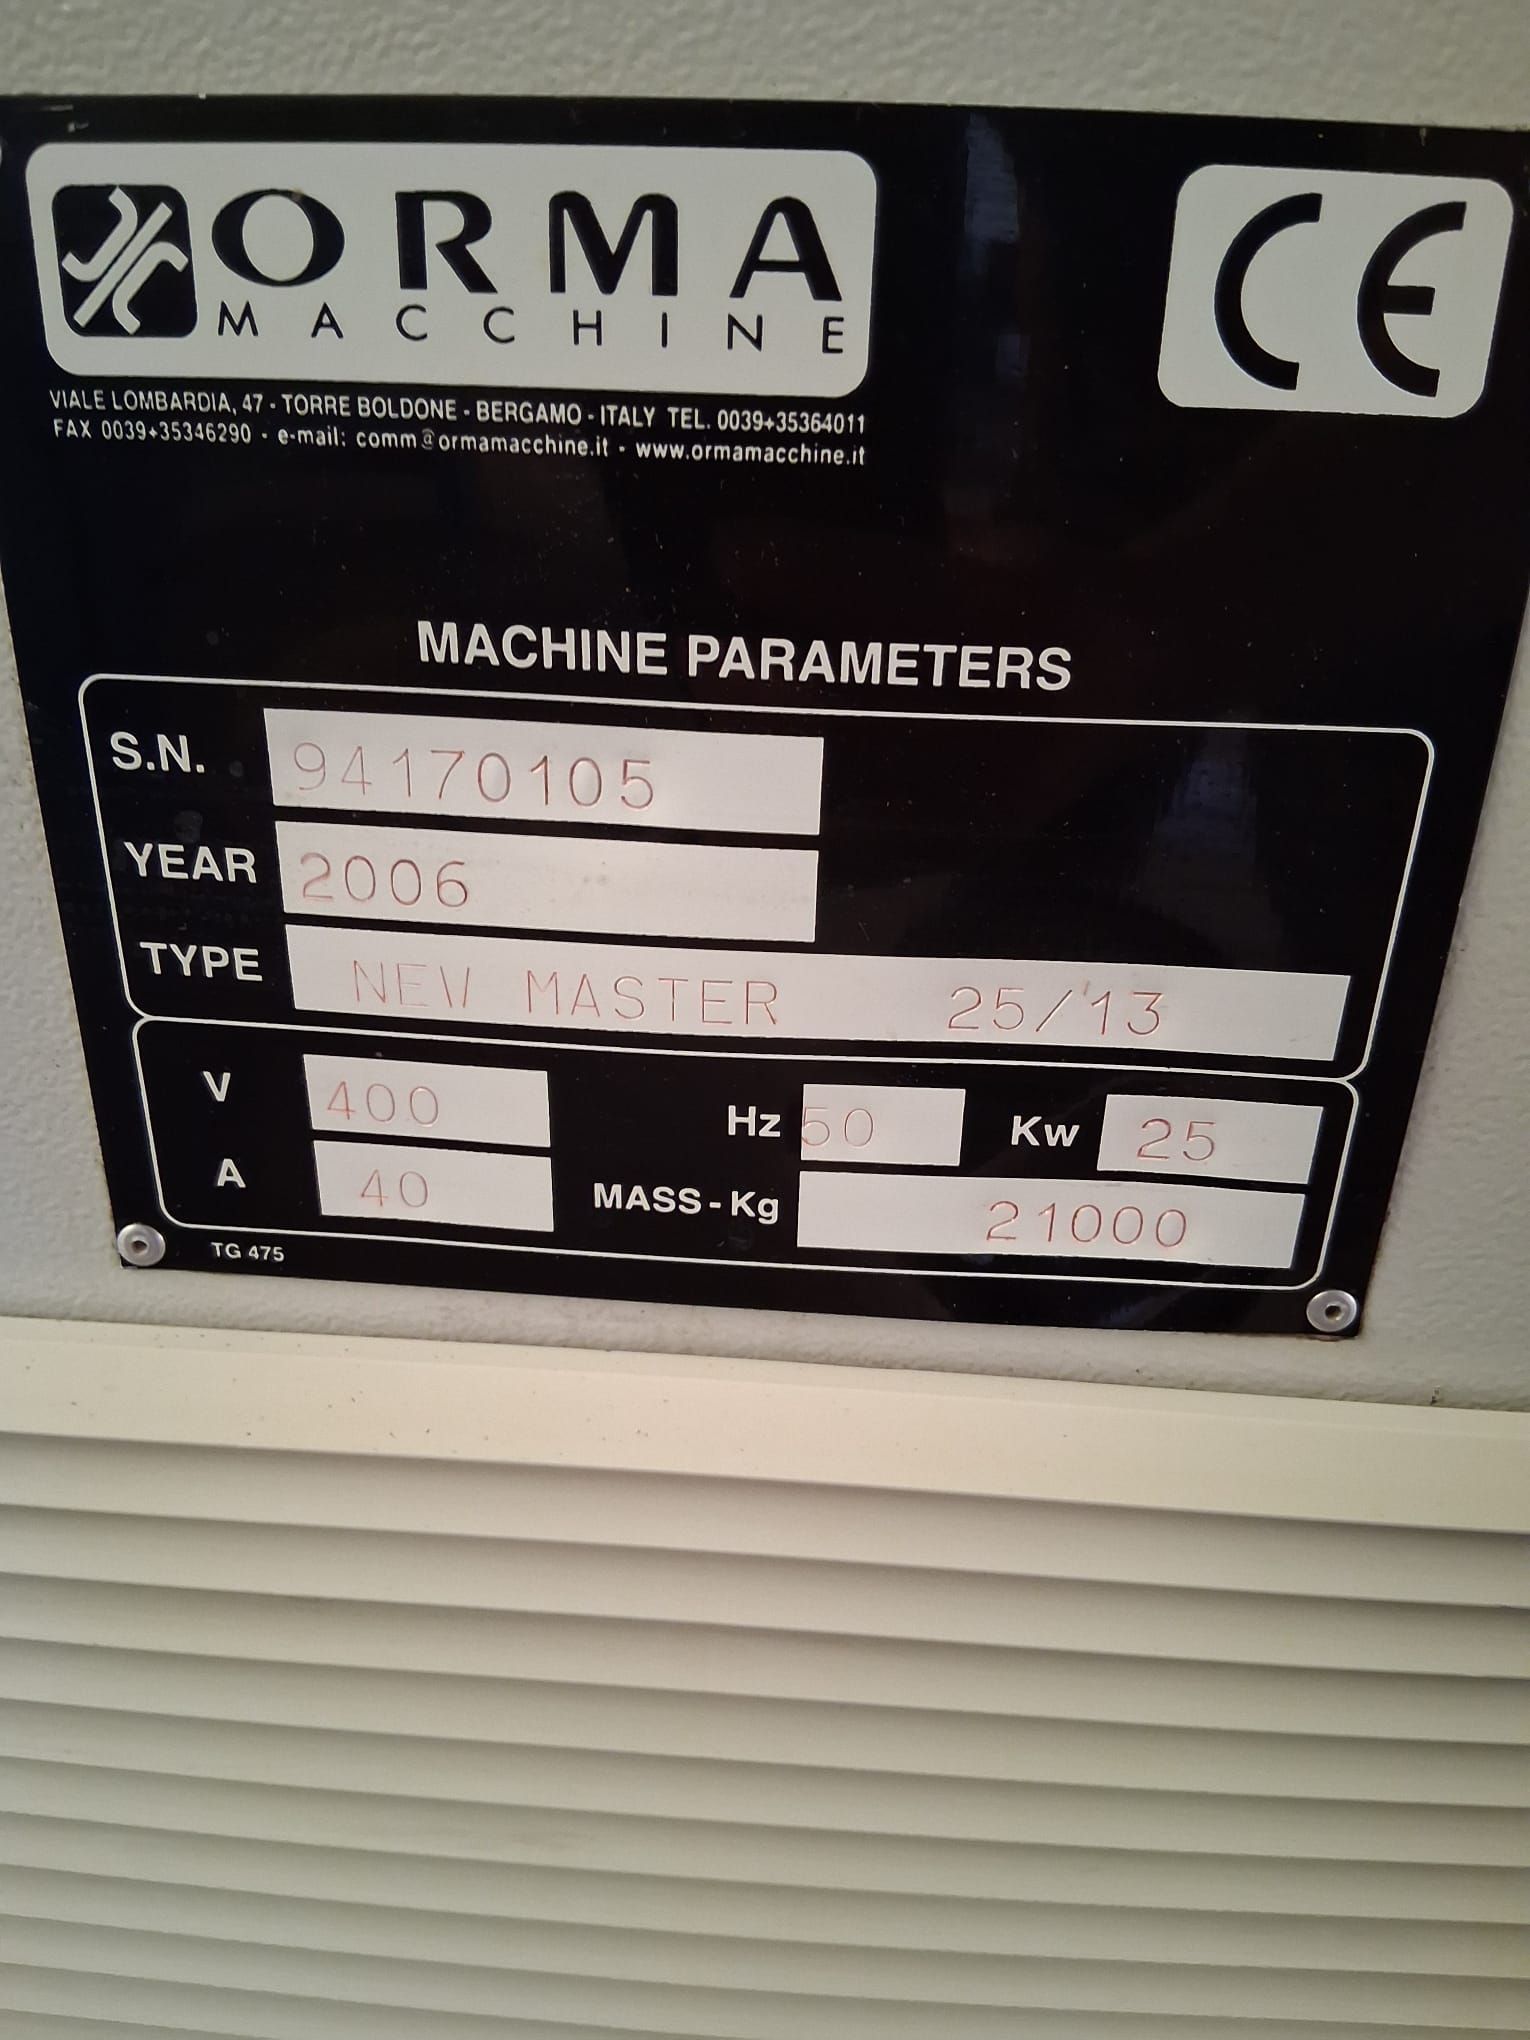 ORMA
MACCHINE
CE
VIALE LOMBARDIA, 47 - TORRE BOLDONE - BERGAMO - ITALY TEL. 0039+35364011
FAX 0039+35346290 - e-mail: comm@ormamacchine.it - www.ormamacchine.it
MACHINE PARAMETERS
S.N. 94170105
YEAR 2006
TYPE NEW MASTER 25/13
V 400 Hz 50 Kw 25
A 40 MASS-Kg 21000
TG 475